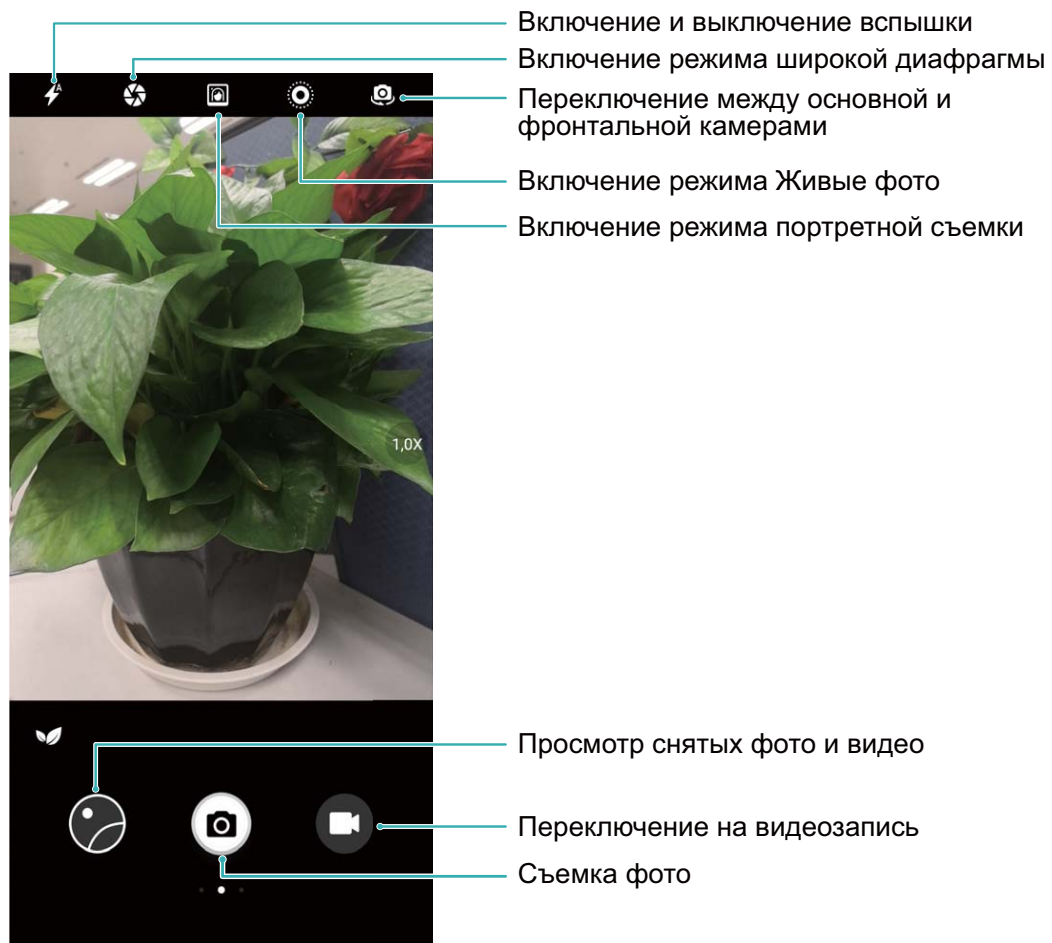 Включение и выключение вспышки
Включение режима широкой диафрагмы
Переключение между основной и
фронтальной камерами
Включение режима Живые фото
Включение режима портретной съемки
A
1,0X
Просмотр снятых фото и видео
Переключение на видеозапись
Съемка фото